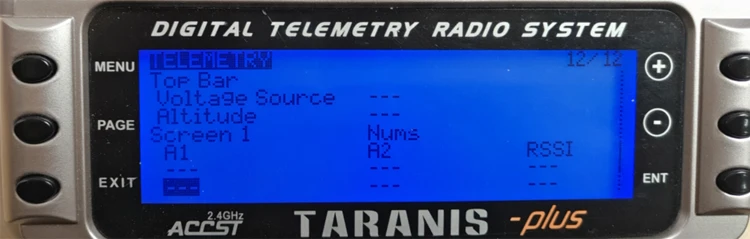 DIGITAL TELEMETRY RADIO SYSTEM
MENU
PAGE
EXIT
TELEMETRY 12/12
Top Bar
Voltage Source ---
Altitude ---
Screen 1 Nums
A1 A2 RSSI
--- --- ---
--- --- ---
+
-
ENT
2.4GHz
ACCST TARANIS -plus